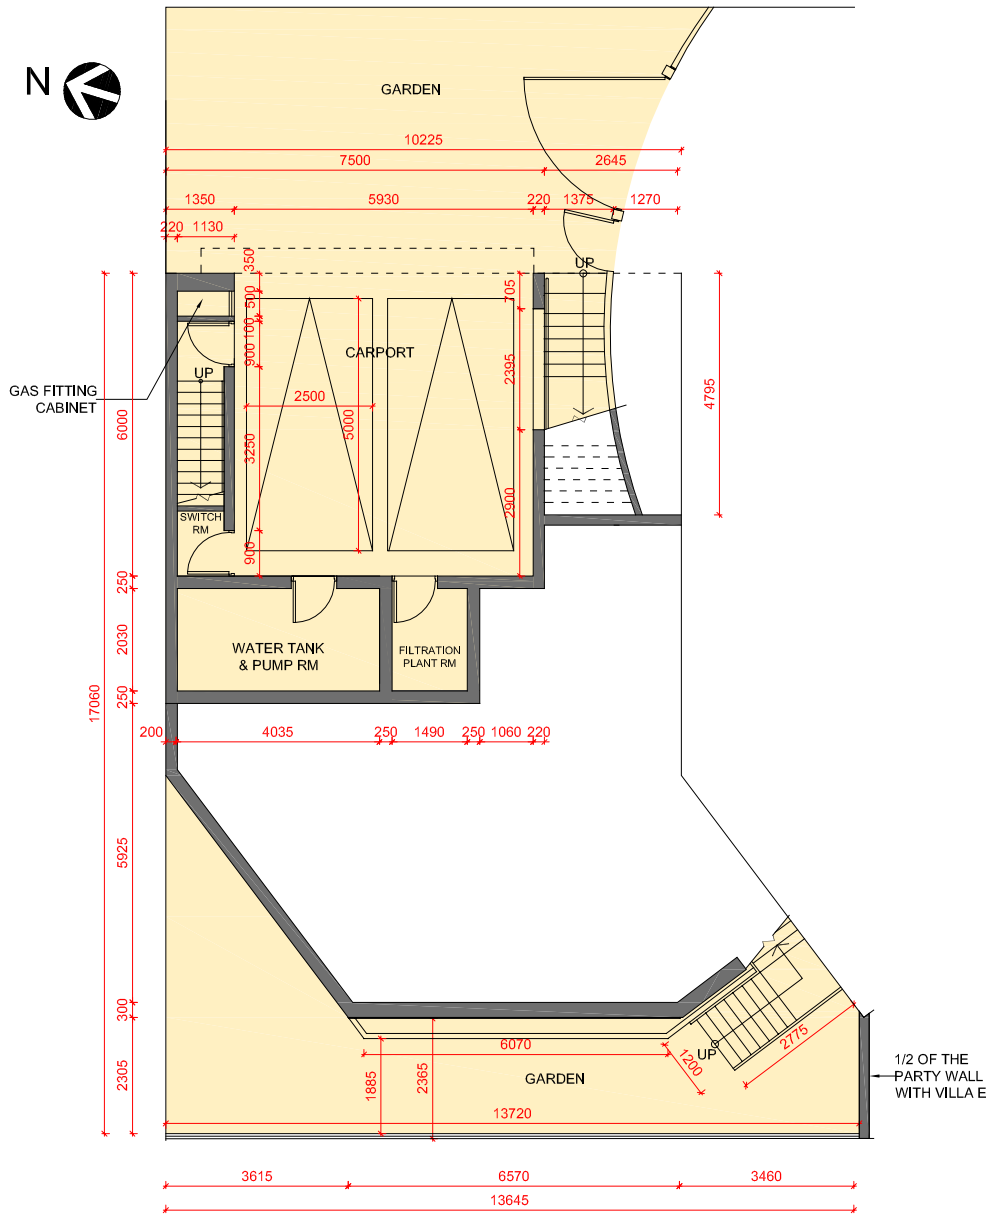 N
GARDEN
10225
7500
2645
1350
5930
220
1375
1270
220
1130
350
UP
500
705
100
CARPORT
900
UP
2395
GAS FITTING
CABINET
2500
5000
4795
6000
3250
2900
SWITCH
RM
900
250
2030
WATER TANK
& PUMP RM
FILTRATION
PLANT RM
250
17060
200
4035
250
1490
250
1060
220
5925
300
2775
6070
1200
UP
2305
1885
2365
GARDEN
1/2 OF THE
PARTY WALL
WITH VILLA E
13720
3615
6570
3460
13645